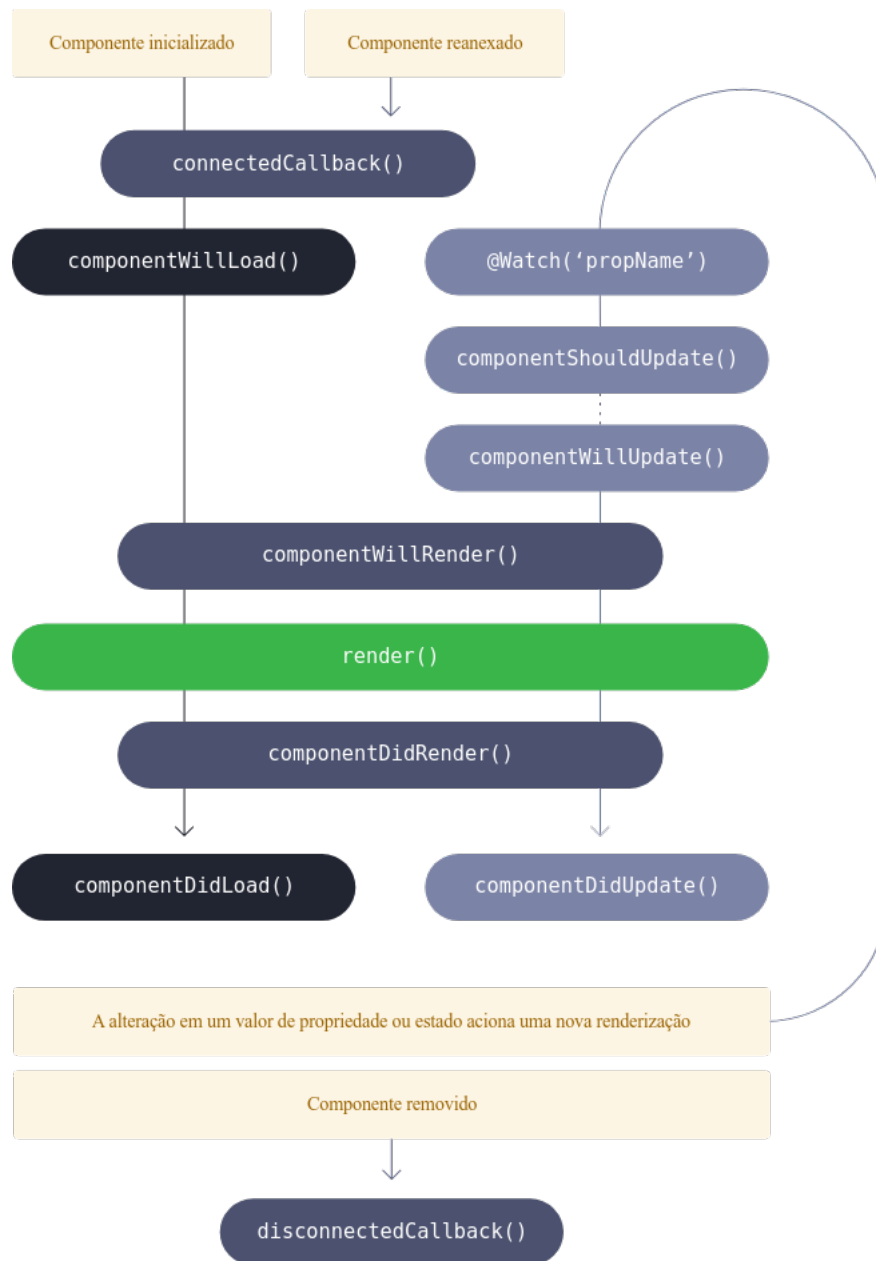 Componente inicializado
Componente reanexado
connectedCallback()
componentWillLoad()
@Watch(‘propName’)
componentShouldUpdate()
componentWillUpdate()
componentWillRender()
render()
componentDidRender()
componentDidLoad()
componentDidUpdate()
A alteração em um valor de propriedade ou estado aciona uma nova renderização
Componente removido
disconnectedCallback()